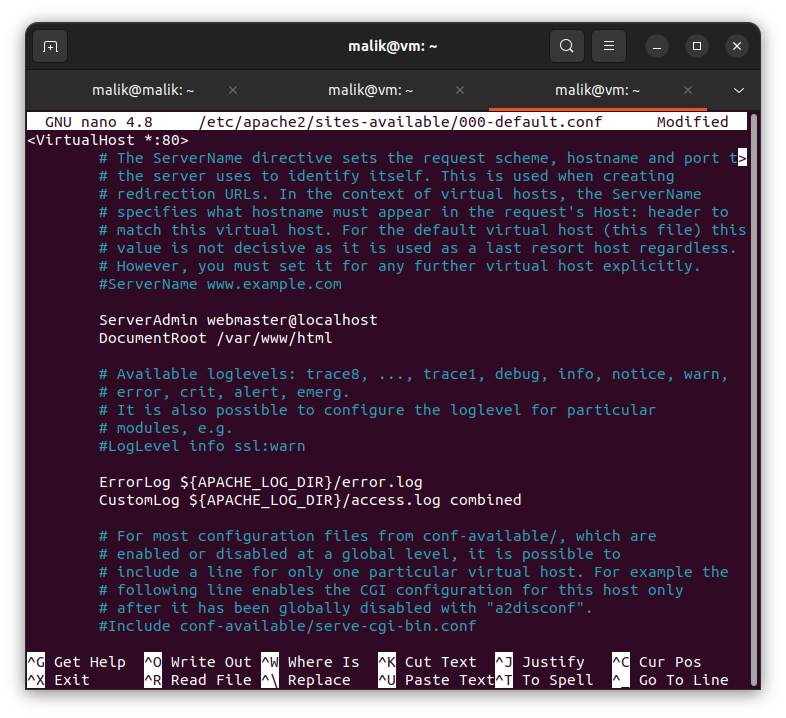 malik@vm: ~
malik@malik: ~ × malik@vm: ~ × malik@vm: ~ ×
GNU nano 4.8 /etc/apache2/sites-available/000-default.conf Modified
<VirtualHost *:80>
# The ServerName directive sets the request scheme, hostname and port t>
# the server uses to identify itself. This is used when creating
# redirection URLs. In the context of virtual hosts, the ServerName
# specifies what hostname must appear in the request's Host: header to
# match this virtual host. For the default virtual host (this file) this
# value is not decisive as it is used as a last resort host regardless.
# However, you must set it for any further virtual host explicitly.
#ServerName www.example.com
ServerAdmin webmaster@localhost
DocumentRoot /var/www/html
# Available loglevels: trace8, ..., trace1, debug, info, notice, warn,
# error, crit, alert, emerg.
# It is also possible to configure the loglevel for particular
# modules, e.g.
#LogLevel info ssl:warn
ErrorLog ${APACHE_LOG_DIR}/error.log
CustomLog ${APACHE_LOG_DIR}/access.log combined
# For most configuration files from conf-available/, which are
# enabled or disabled at a global level, it is possible to
# include a line for only one particular virtual host. For example the
# following line enables the CGI configuration for this host only
# after it has been globally disabled with "a2disconf".
#Include conf-available/serve-cgi-bin.conf
^G Get Help ^O Write Out ^W Where Is ^K Cut Text ^J Justify ^C Cur Pos
^X Exit ^R Read File ^\ Replace ^U Paste Text ^T To Spell ^_ Go To Line